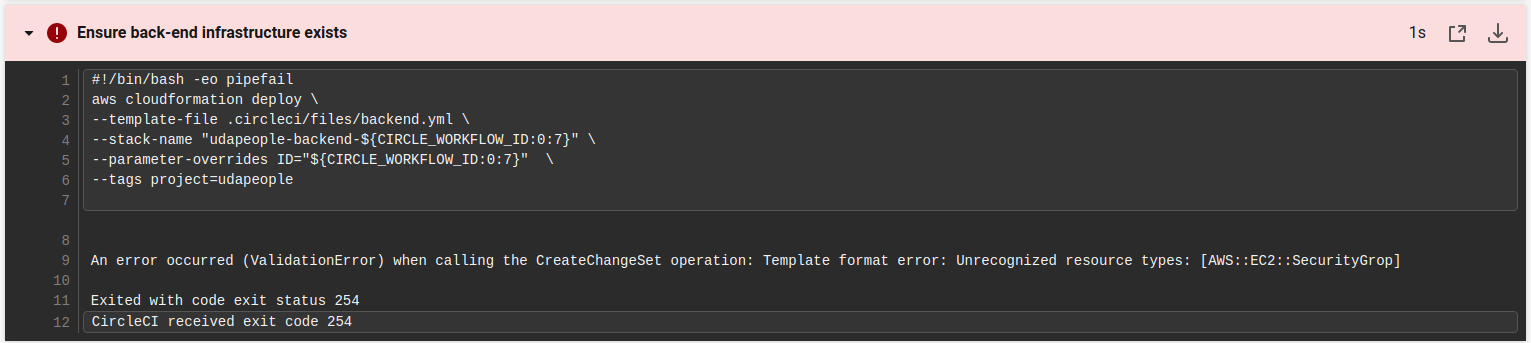 Ensure back-end infrastructure exists 1s
1 #!/bin/bash -eo pipefail
2 aws cloudformation deploy \
3 --template-file .circleci/files/backend.yml \
4 --stack-name "udapeople-backend-${CIRCLE_WORKFLOW_ID:0:7}" \
5 --parameter-overrides ID="${CIRCLE_WORKFLOW_ID:0:7}"  \
6 --tags project=udapeople
7
8
9 An error occurred (ValidationError) when calling the CreateChangeSet operation: Template format error: Unrecognized resource types: [AWS::EC2::SecurityGrop]
10
11 Exited with code exit status 254
12 CircleCI received exit code 254